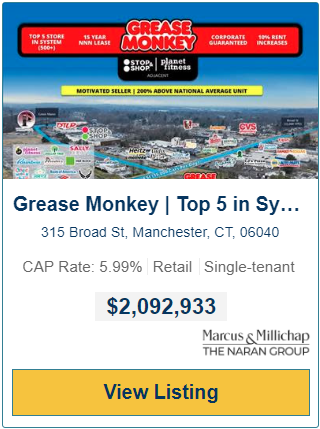 TOP 5 STORE
IN SYSTEM
(500+)
15 YEAR
NNN LEASE
GREASE
MONKEY
CORPORATE
GUARANTEED
10% RENT
INCREASES
STOP&SHOP | planet fitness
ADJACENT
MOTIVATED SELLER | 200% ABOVE NATIONAL AVERAGE UNIT
STOP&SHOP
SALLY
Hertz
CVS
GREASE
Grease Monkey | Top 5 in Sy...
315 Broad St, Manchester, CT, 06040
CAP Rate: 5.99% Retail Single-tenant
$2,092,933
Marcus & Millichap
THE NARAN GROUP
View Listing